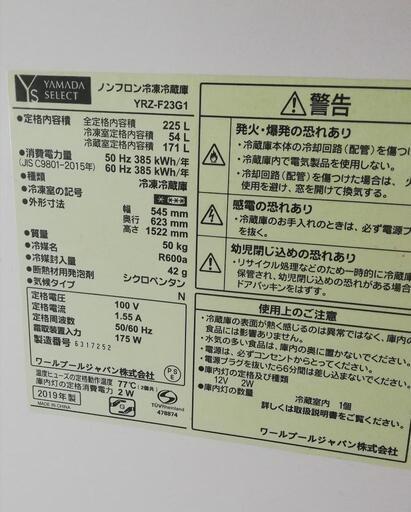 YS YAMADA SELECT
ノンフロン冷凍冷蔵庫
YRZ-F23G1
●定格内容積 全定格内容積 225 L
冷凍室定格内容積 54 L
冷蔵室定格内容積 171 L
●消費電力量 50 Hz 385 kWh/年
(JIS C9801-2015年) 60 Hz 385 kWh/年
●種類 冷凍冷蔵庫
●冷凍室の記号
●外形寸法 幅 545 mm
奥行 623 mm
高さ 1522 mm
●質量 50 kg
●冷媒名 R600a
●冷媒封入量 42 g
●断熱材用発泡剤 シクロペンタン
●気候タイプ N
定格電圧 100 V
定格電流 1.55 A
定格周波数 50/60 Hz
霜取装置入力 175 W
製造番号 6J17252
ワールプールジャパン株式会社
PSE
温度ヒューズの定格動作温度 77℃(2個共)
庫内灯の定格消費電力 2 W
2019年製
MADE IN CHINA
TÜVRheinland
478874
警告
発火・爆発の恐れあり
・冷蔵庫本体の冷却回路(配管)を傷つけ
・庫内で電気製品を使用しない。
・冷却回路(配管)を傷つけた場合は、火
気を避け、窓を開けて換気する。
感電の恐れあり
・冷蔵庫のお手入れのときは、必ず電源プ
を抜く。
幼児閉じ込めの恐れあり
・リサイクル処理などのため一時的に冷蔵
保管され、幼児が閉じ込められる恐れがある
ドアパッキンをはずす。
使用上のご注意
・冷蔵庫の表面が熱く感じるのは異常ではなく、庫内の
・水気の多い食品は、庫内の奥に置かないでください。
・電源は、必ずコンセントからとってください。
・電源プラグを抜いたら6分間は差し込まないでください。
●庫内灯の定格及び種類
12V 2W
●庫内灯の数量 冷蔵室内 1個
詳しくは取扱説明書をご覧ください。
ワールプールジャパン株式会社